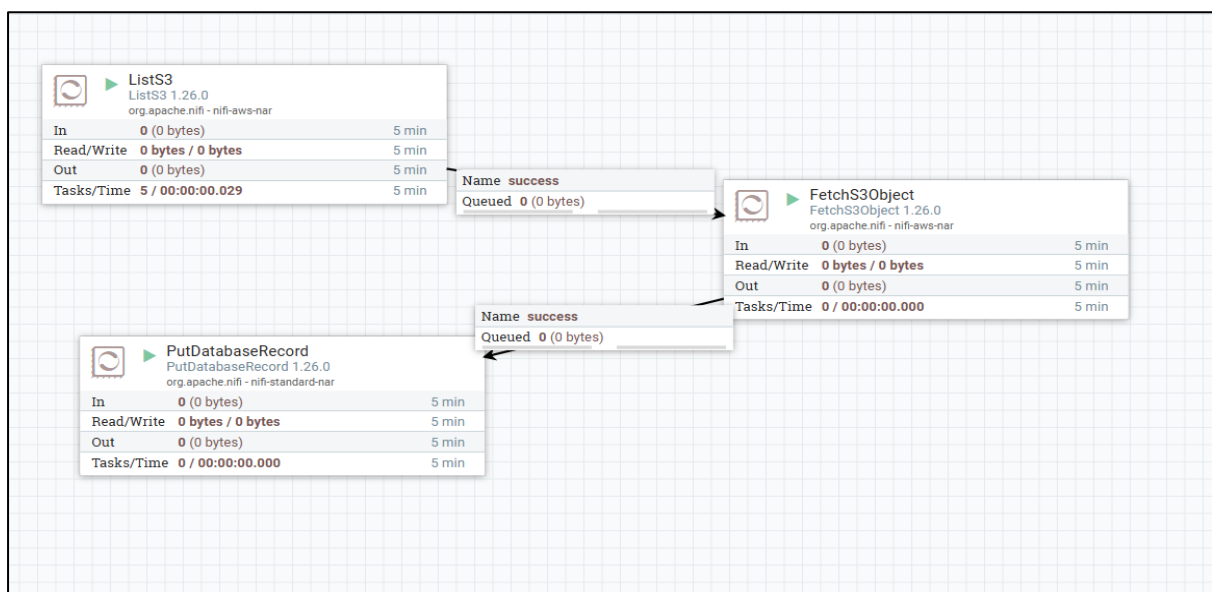 ListS3
ListS3 1.26.0
org.apache.nifi - nifi-aws-nar
In 0 (0 bytes) 5 min
Read/Write 0 bytes / 0 bytes 5 min
Out 0 (0 bytes) 5 min
Tasks/Time 5 / 00:00:00.029 5 min
Name success
Queued 0 (0 bytes)
FetchS3Object
FetchS3Object 1.26.0
org.apache.nifi - nifi-aws-nar
In 0 (0 bytes) 5 min
Read/Write 0 bytes / 0 bytes 5 min
Out 0 (0 bytes) 5 min
Tasks/Time 0 / 00:00:00.000 5 min
Name success
Queued 0 (0 bytes)
PutDatabaseRecord
PutDatabaseRecord 1.26.0
org.apache.nifi - nifi-standard-nar
In 0 (0 bytes) 5 min
Read/Write 0 bytes / 0 bytes 5 min
Out 0 (0 bytes) 5 min
Tasks/Time 0 / 00:00:00.000 5 min